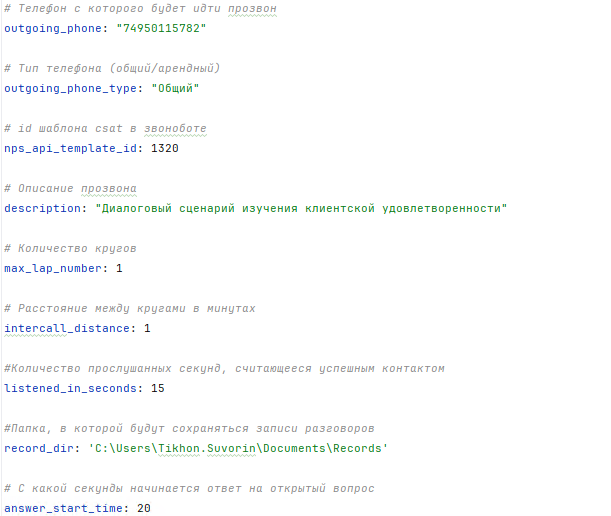 # Телефон с которого будет идти прозвон
outgoing_phone: "74950115782"
# Тип телефона (общий/арендный)
outgoing_phone_type: "Общий"
# id шаблона csat в звоноботе
nps_api_template_id: 1320
# Описание прозвона
description: "Диалоговый сценарий изучения клиентской удовлетворенности"
# Количество кругов
max_lap_number: 1
# Расстояние между кругами в минутах
intercall_distance: 1
#Количество прослушанных секунд, считающееся успешным контактом
listened_in_seconds: 15
#Папка, в которой будут сохраняться записи разговоров
record_dir: 'C:\Users\Tikhon.Suvorin\Documents\Records'
# С какой секунды начинается ответ на открытый вопрос
answer_start_time: 20